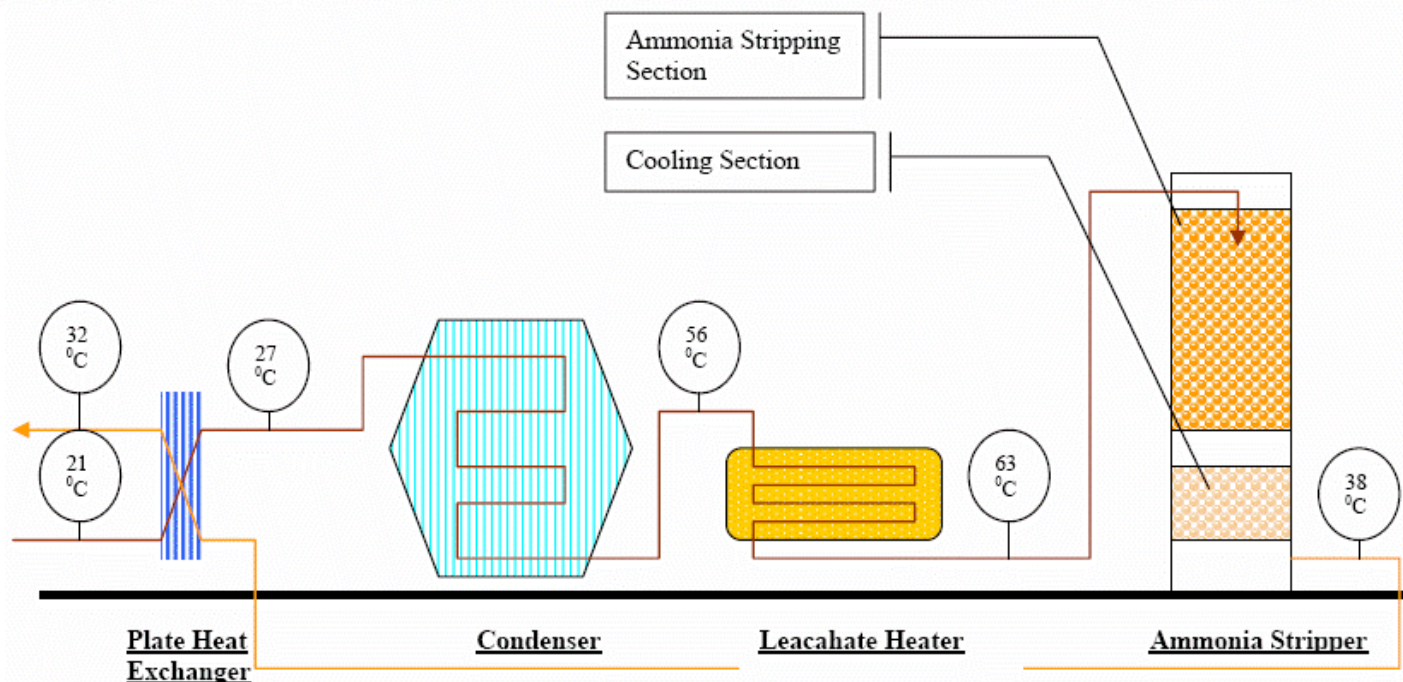 Ammonia Stripping
Section
Cooling Section
32
⁰C
27
⁰C
56
⁰C
21
⁰C
63
⁰C
38
⁰C
Plate Heat
Exchanger
Condenser
Leacahate Heater
Ammonia Stripper